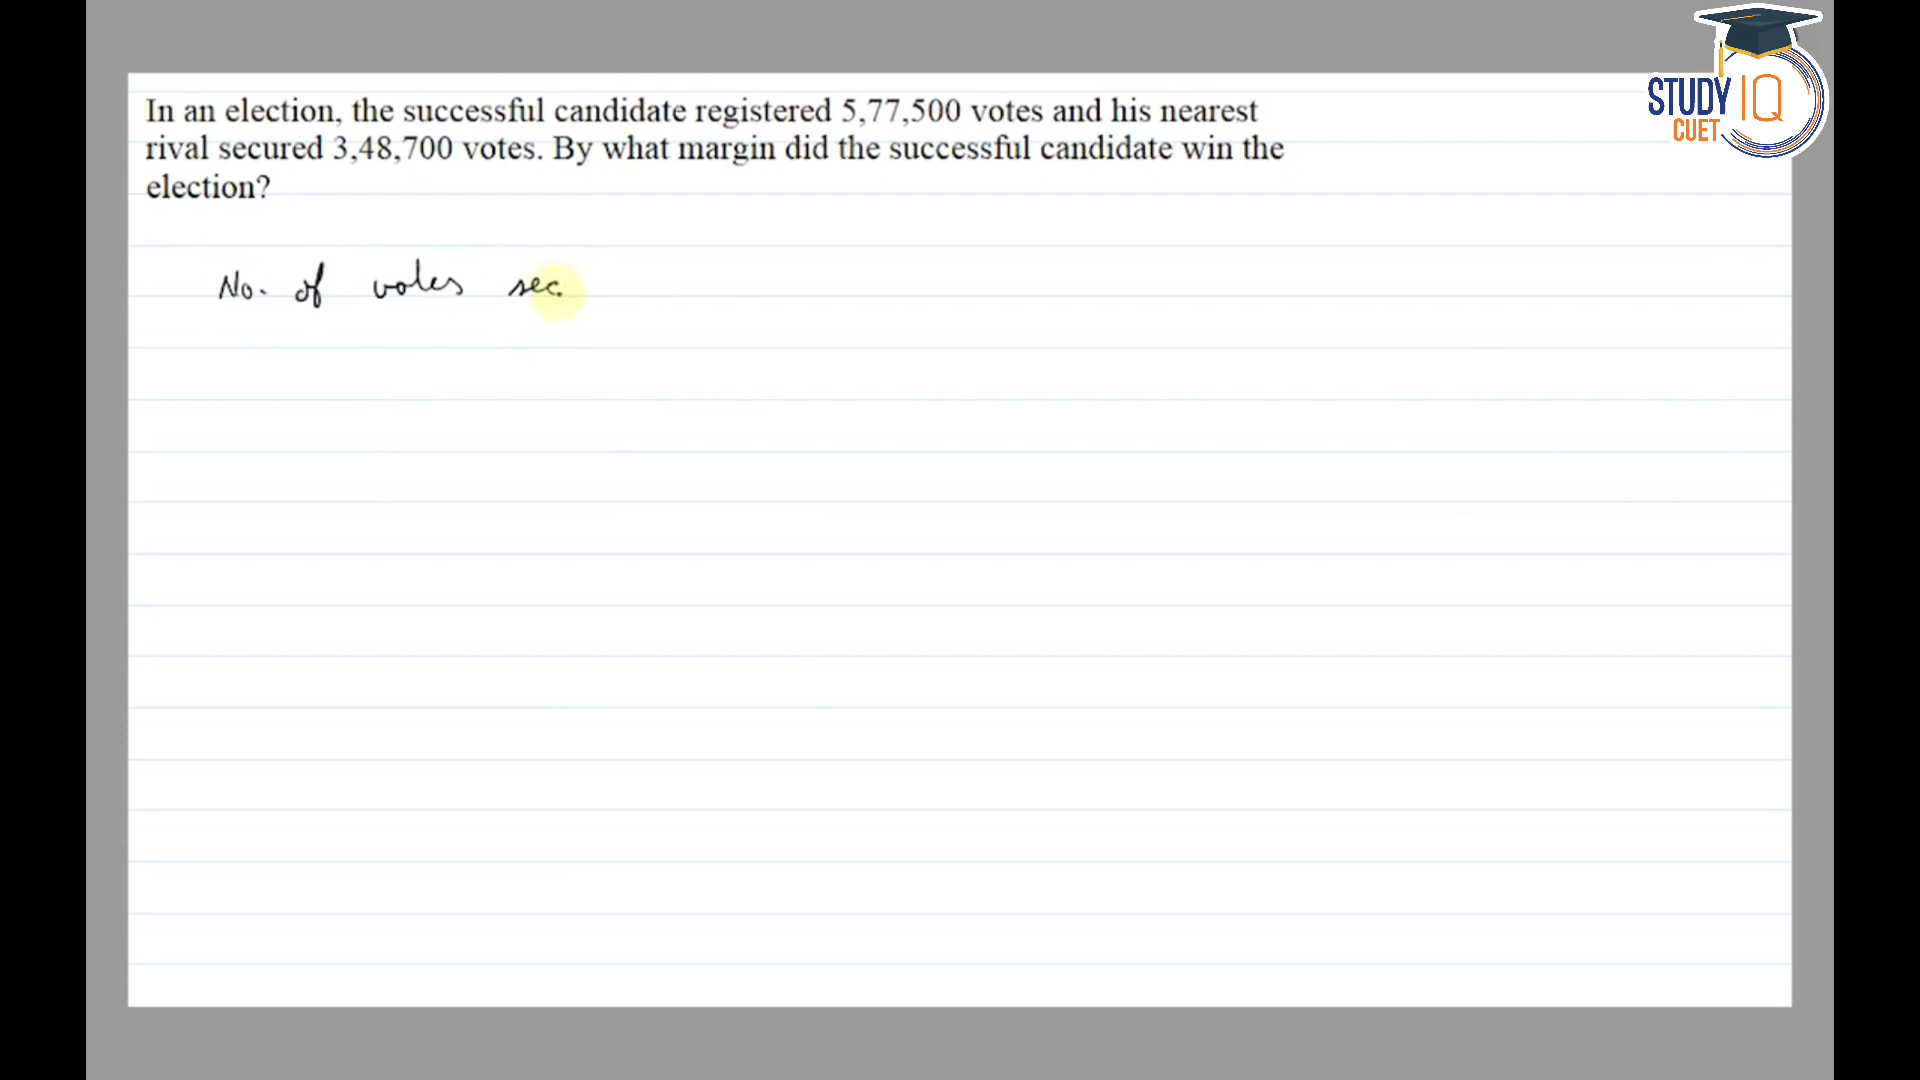 In an election, the successful candidate registered 5,77,500 votes and his nearest
rival secured 3,48,700 votes. By what margin did the successful candidate win the
election?
No. of votes sec
STUDY IQ
CUET